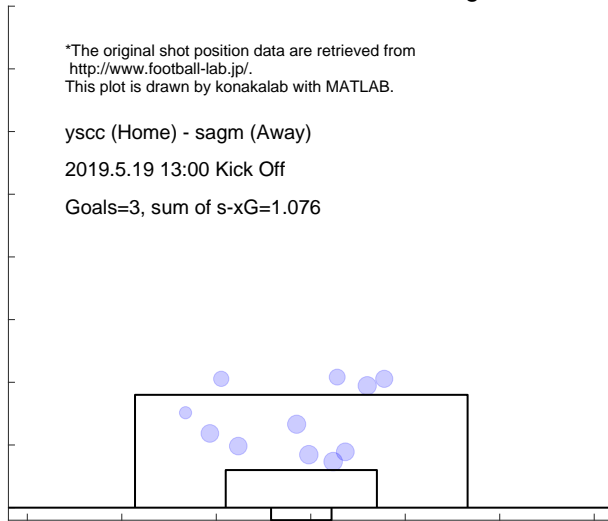 *The original shot position data are retrieved from
http://www.football-lab.jp/.
This plot is drawn by konakalab with MATLAB.
yscc (Home) - sagm (Away)
2019.5.19 13:00 Kick Off
Goals=3, sum of s-xG=1.076